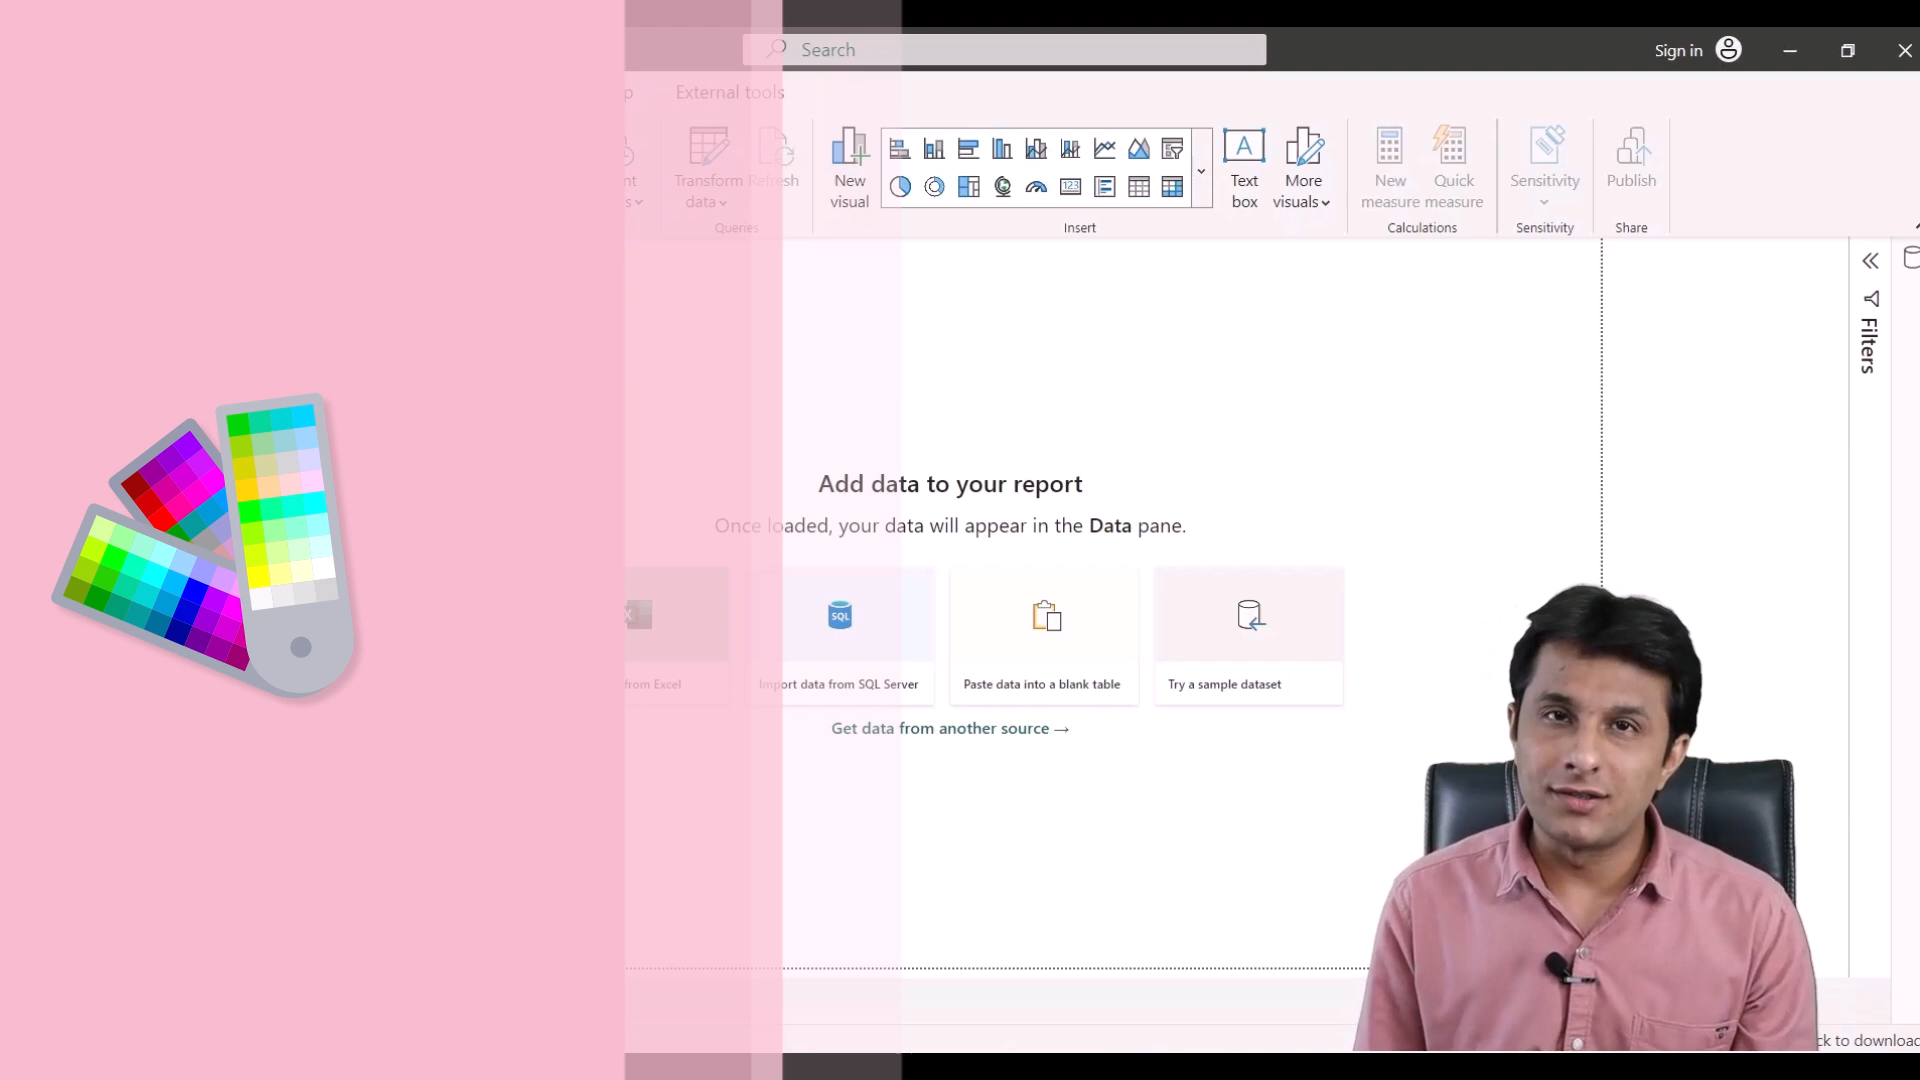 Search
Sign in
p
External tools
Transform
data
Refresh
New
visual
123
A
Text
box
More
visuals
New
measure
Quick
measure
Sensitivity
Publish
nt
s
Queries
Insert
Calculations
Sensitivity
Share
Filters
Add data to your report
Once loaded, your data will appear in the Data pane.
X
SQL
from Excel
Import data from SQL Server
Paste data into a blank table
Try a sample dataset
Get data from another source →
ck to download